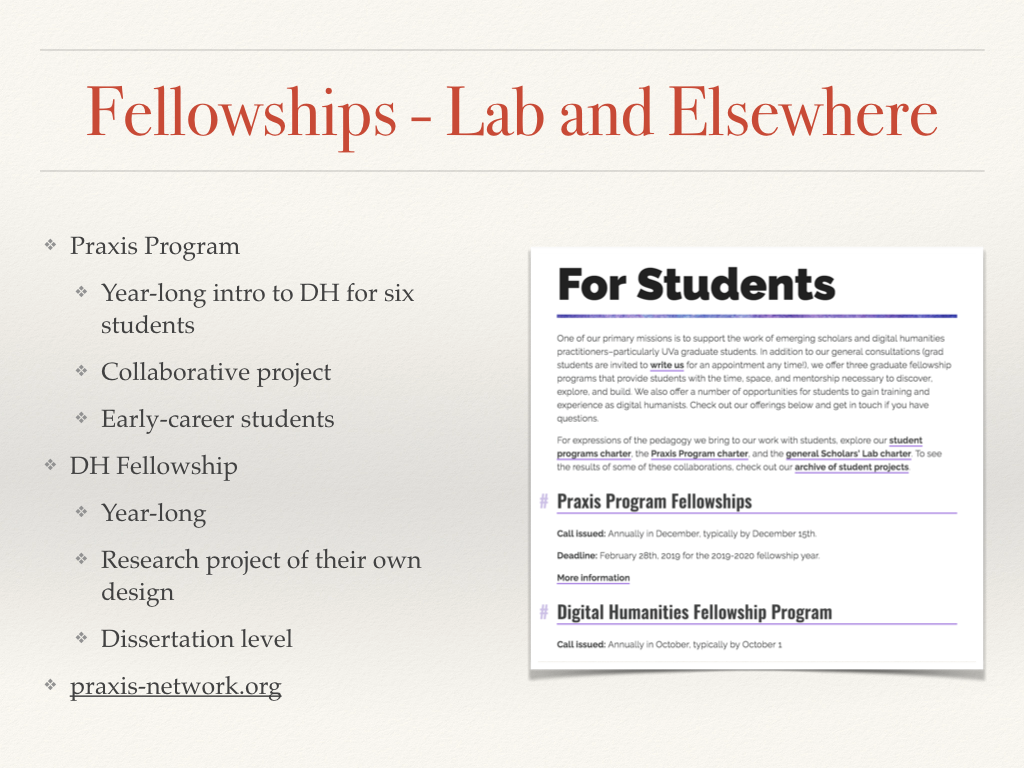 Fellowships - Lab and Elsewhere
❖ Praxis Program
❖ Year-long intro to DH for six
students
❖ Collaborative project
❖ Early-career students
❖ DH Fellowship
❖ Year-long
❖ Research project of their own
design
❖ Dissertation level
❖ praxis-network.org
For Students
One of our primary missions is to support the work of emerging scholars and digital humanities
practitioners–particularly UVa graduate students. In addition to our general consultations (grad
students are invited to write us for an appointment any time!), we offer three graduate fellowship
programs that provide students with the time, space, and mentorship necessary to discover,
explore, and build. We also offer a number of opportunities for students to gain training and
experience as digital humanists. Check out our offerings below and get in touch if you have
questions.
For expressions of the pedagogy we bring to our work with students, explore our student
programs charter, the Praxis Program charter, and the general Scholars' Lab charter. To see
the results of some of these collaborations, check out our archive of student projects.
# Praxis Program Fellowships
Call issued: Annually in December, typically by December 15th.
Deadline: February 28th, 2019 for the 2019-2020 fellowship year.
More information
# Digital Humanities Fellowship Program
Call issued: Annually in October, typically by October 1